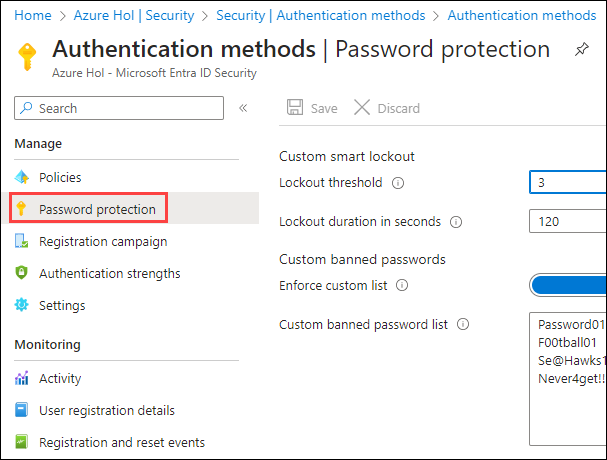 Home > Azure Hol | Security > Security | Authentication methods > Authentication methods
Authentication methods | Password protection
Azure Hol - Microsoft Entra ID Security
Search
«
Save
Discard
Manage
Policies
Password protection
Registration campaign
Authentication strengths
Settings
Monitoring
Activity
User registration details
Registration and reset events
Custom smart lockout
Lockout threshold
3
Lockout duration in seconds
120
Custom banned passwords
Enforce custom list
Custom banned password list
Password01
F00tball01
Se@Hawks1
Never4get!!